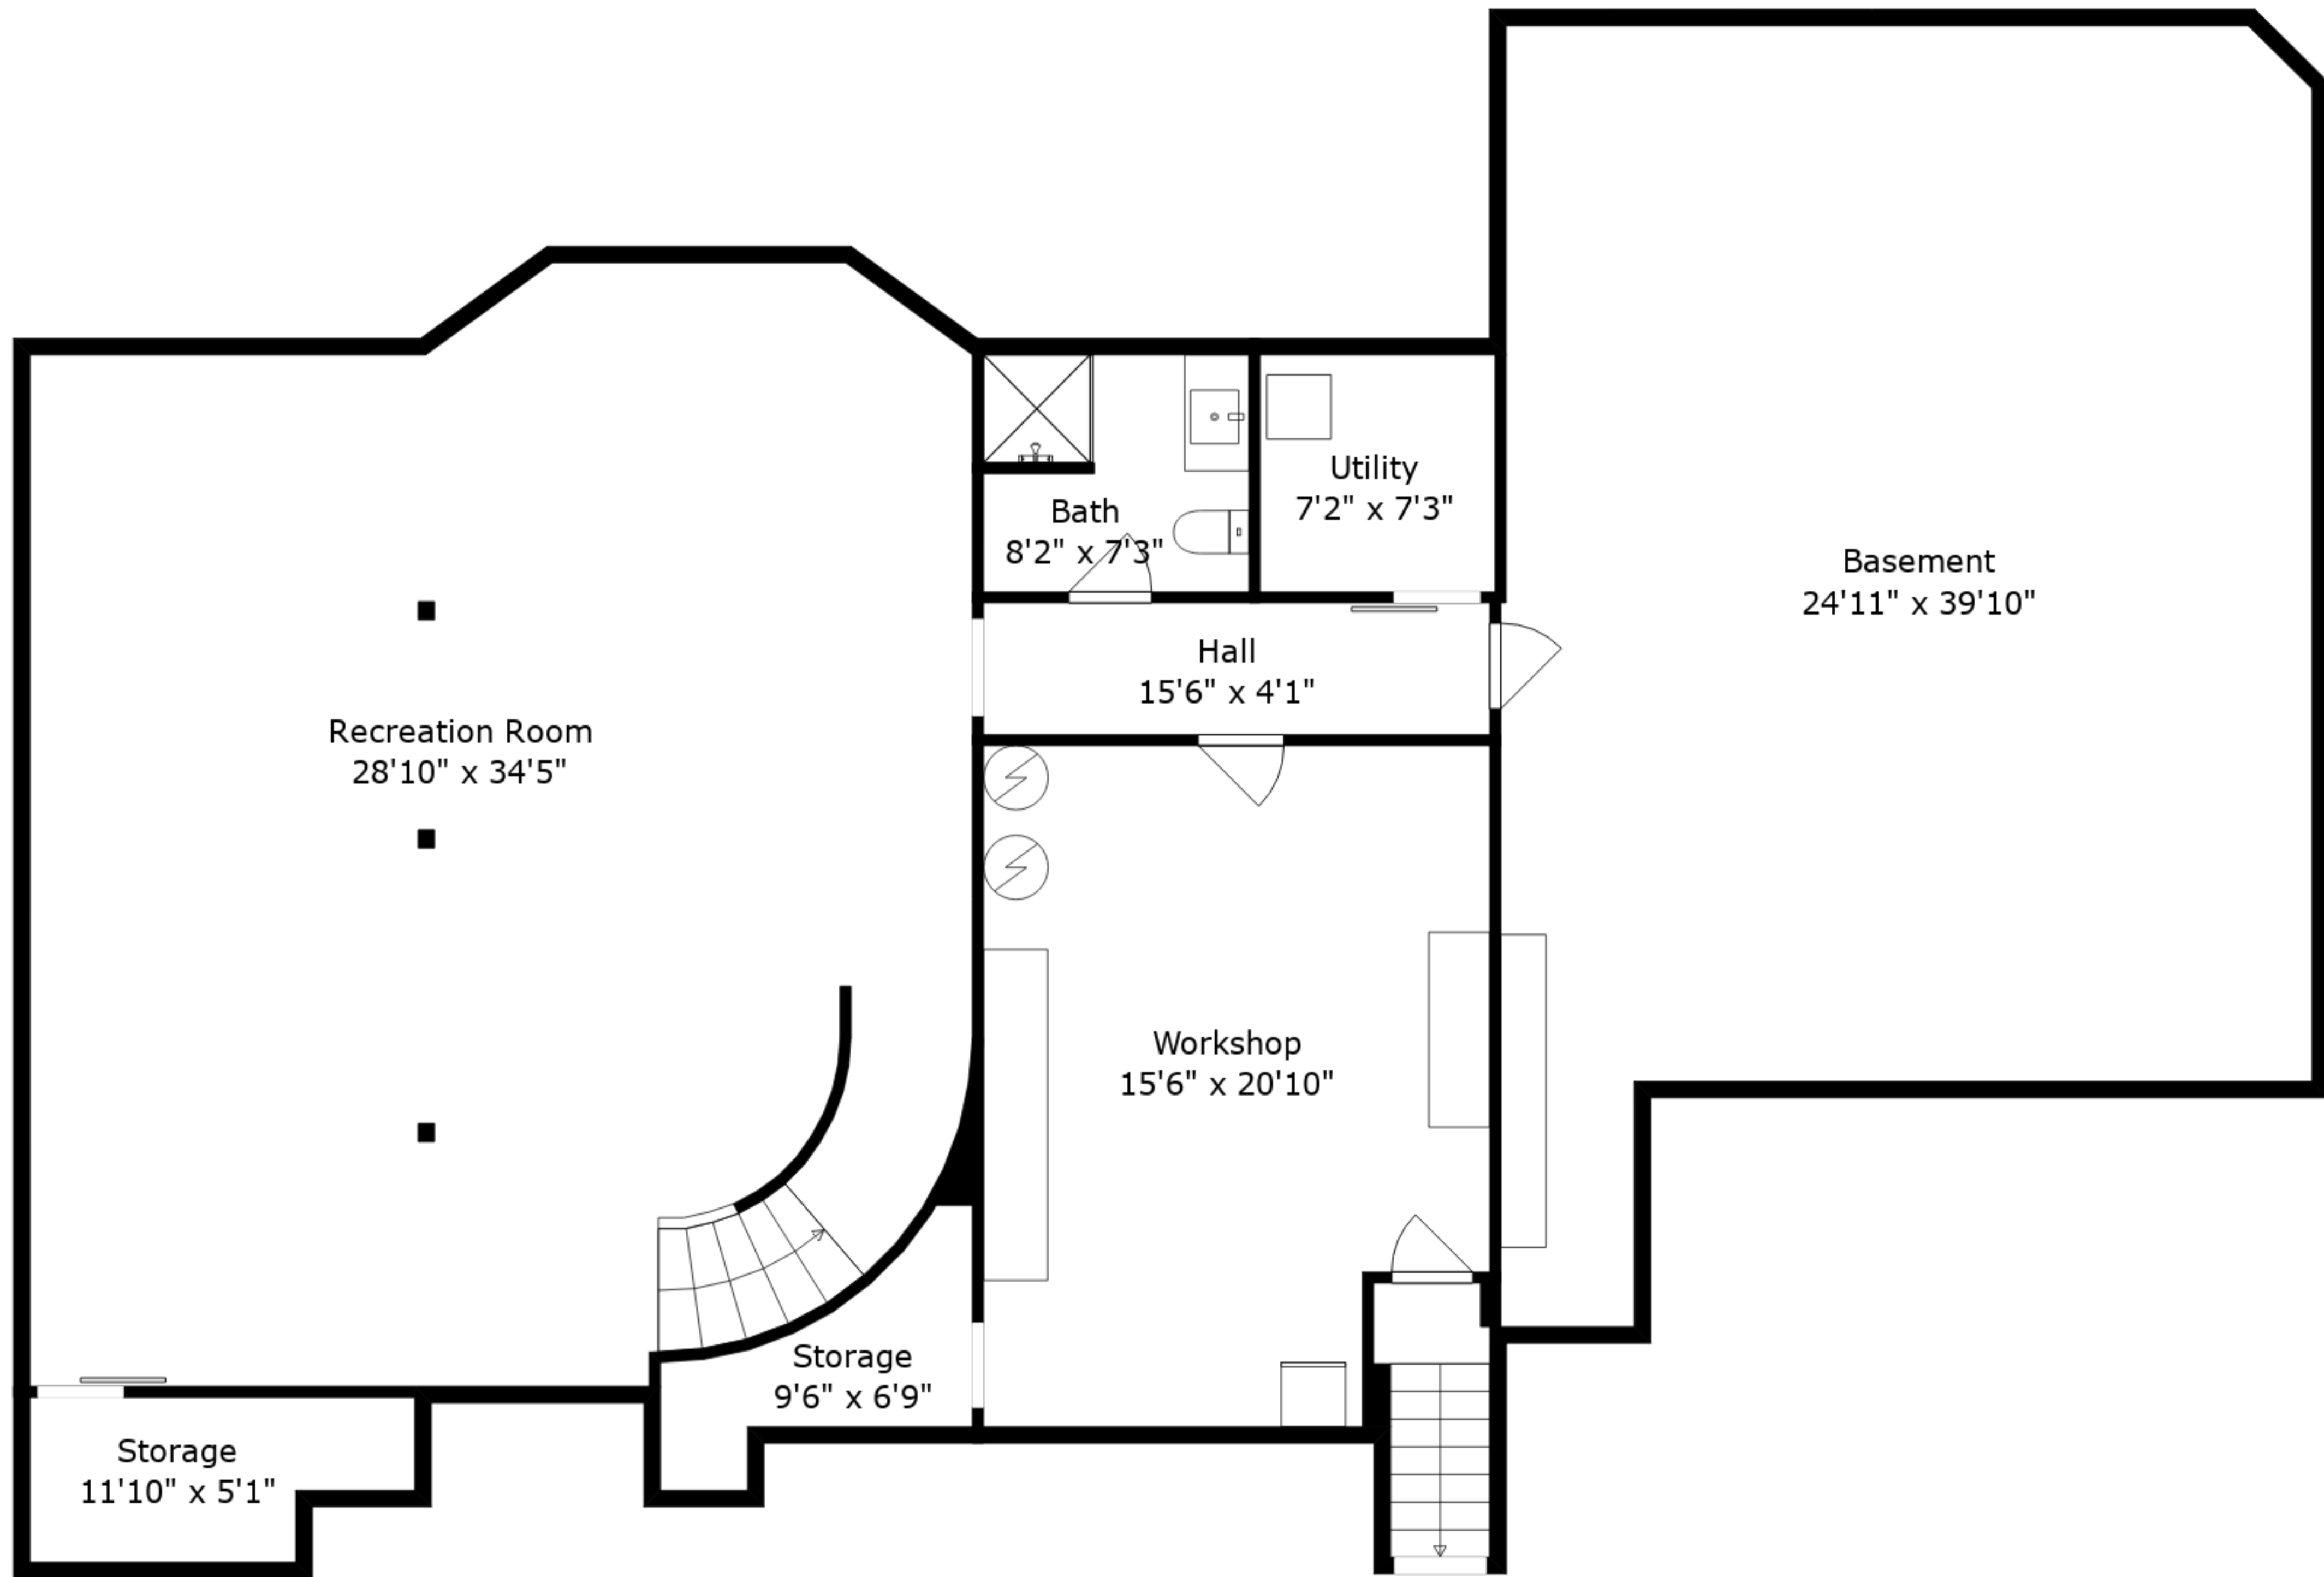 Utility
7'2" x 7'3"
Bath
8'2" x 7'3"
Basement
24'11" x 39'10"
Hall
15'6" x 4'1"
Recreation Room
28'10" x 34'5"
Workshop
15'6" x 20'10"
Storage
9'6" x 6'9"
Storage
11'10" x 5'1"